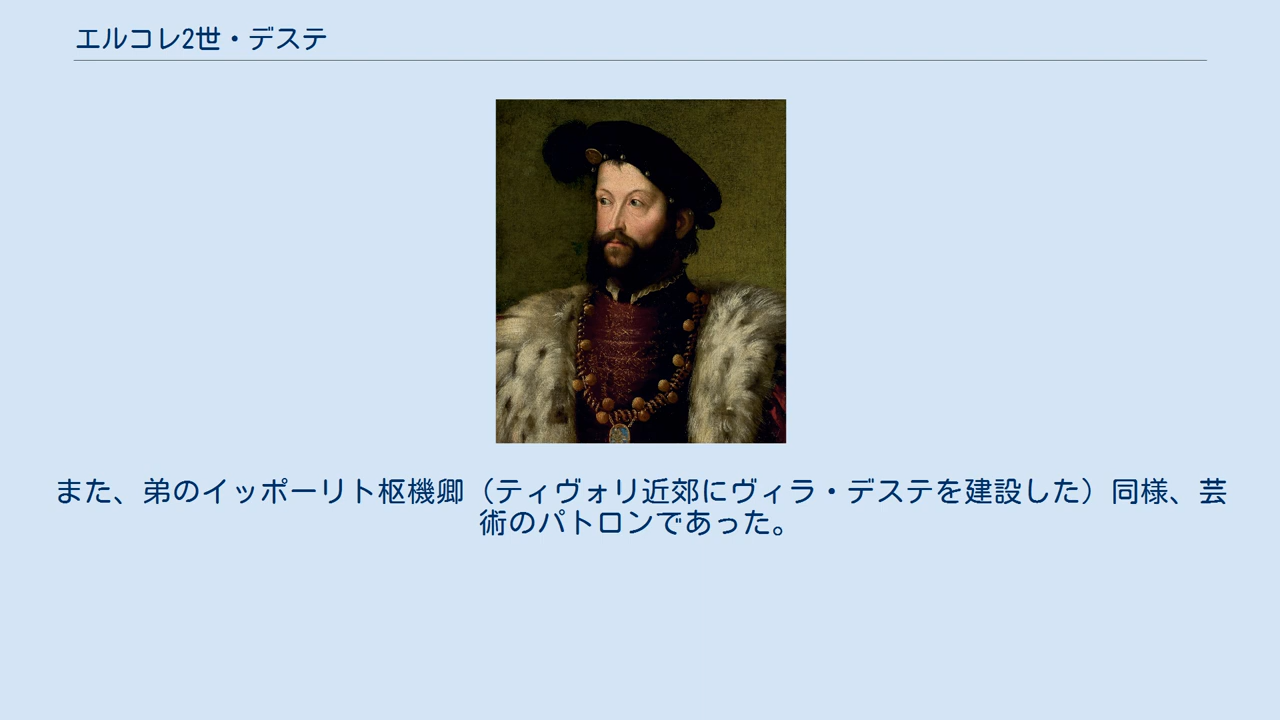 エルコレ2世・デステ
また、弟のイッポーリト枢機卿（ティヴォリ近郊にヴィラ・デステを建設した）同様、芸
術のパトロンであった。